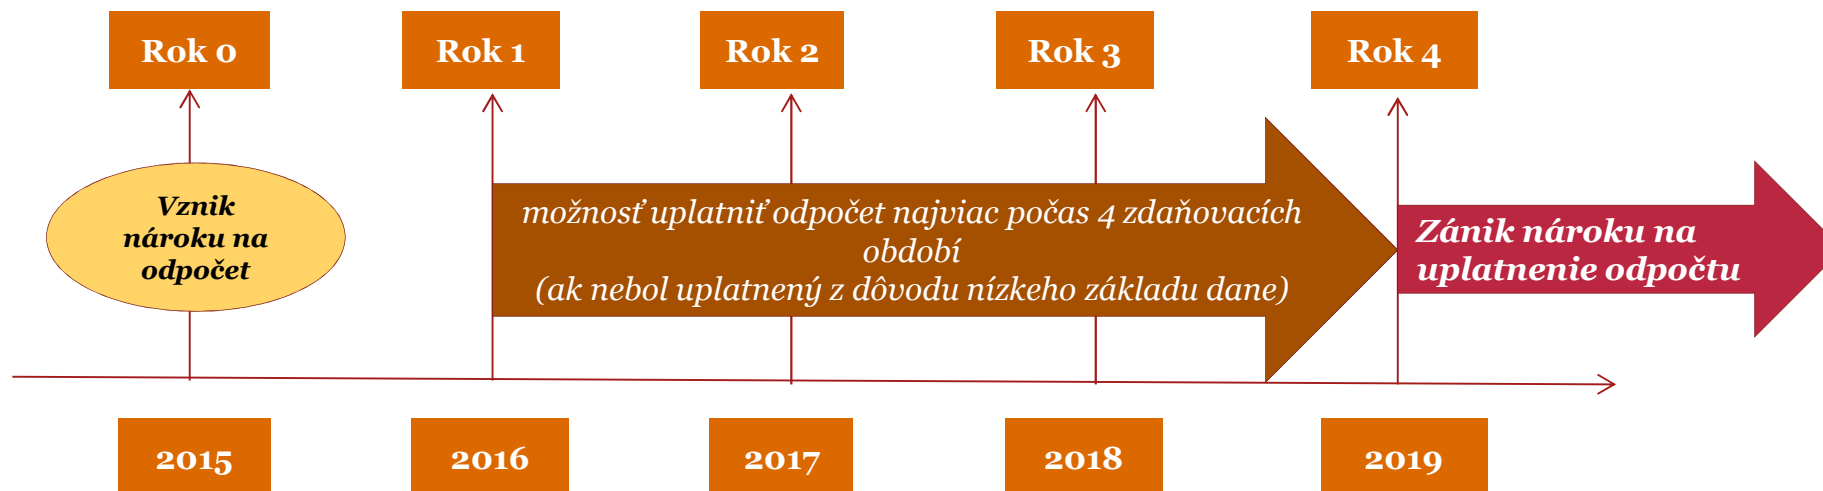 Rok 0
Rok 1
Rok 2
Rok 3
Rok 4
Vznik
nároku na
odpočet
možnosť uplatniť odpočet najviac počas 4 zdaňovacích
období
(ak nebol uplatnený z dôvodu nízkeho základu dane)
Zánik nároku na
uplatnenie odpočtu
2015
2016
2017
2018
2019